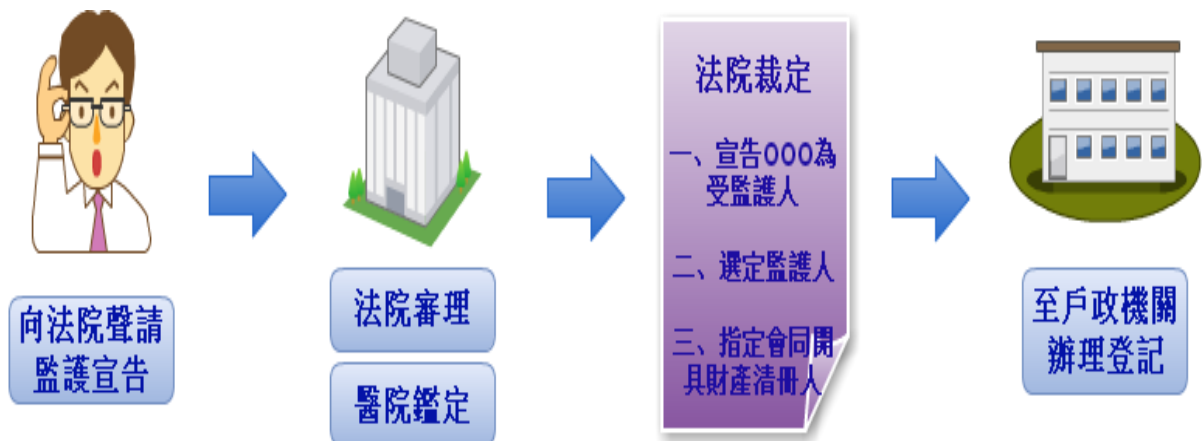 向法院聲請
監護宣告
法院審理
醫院鑑定
法院裁定
一、宣告OOO為
受監護人
二、選定監護人
三、指定會同開
具財產清冊人
至戶政機關
辦理登記